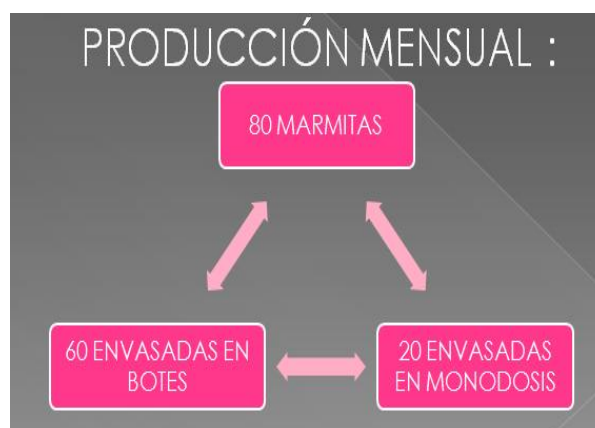 PRODUCCIÓN MENSUAL :
80 MARMITAS
60 ENVASADAS EN
BOTES
20 ENVASADAS
EN MONODOSIS